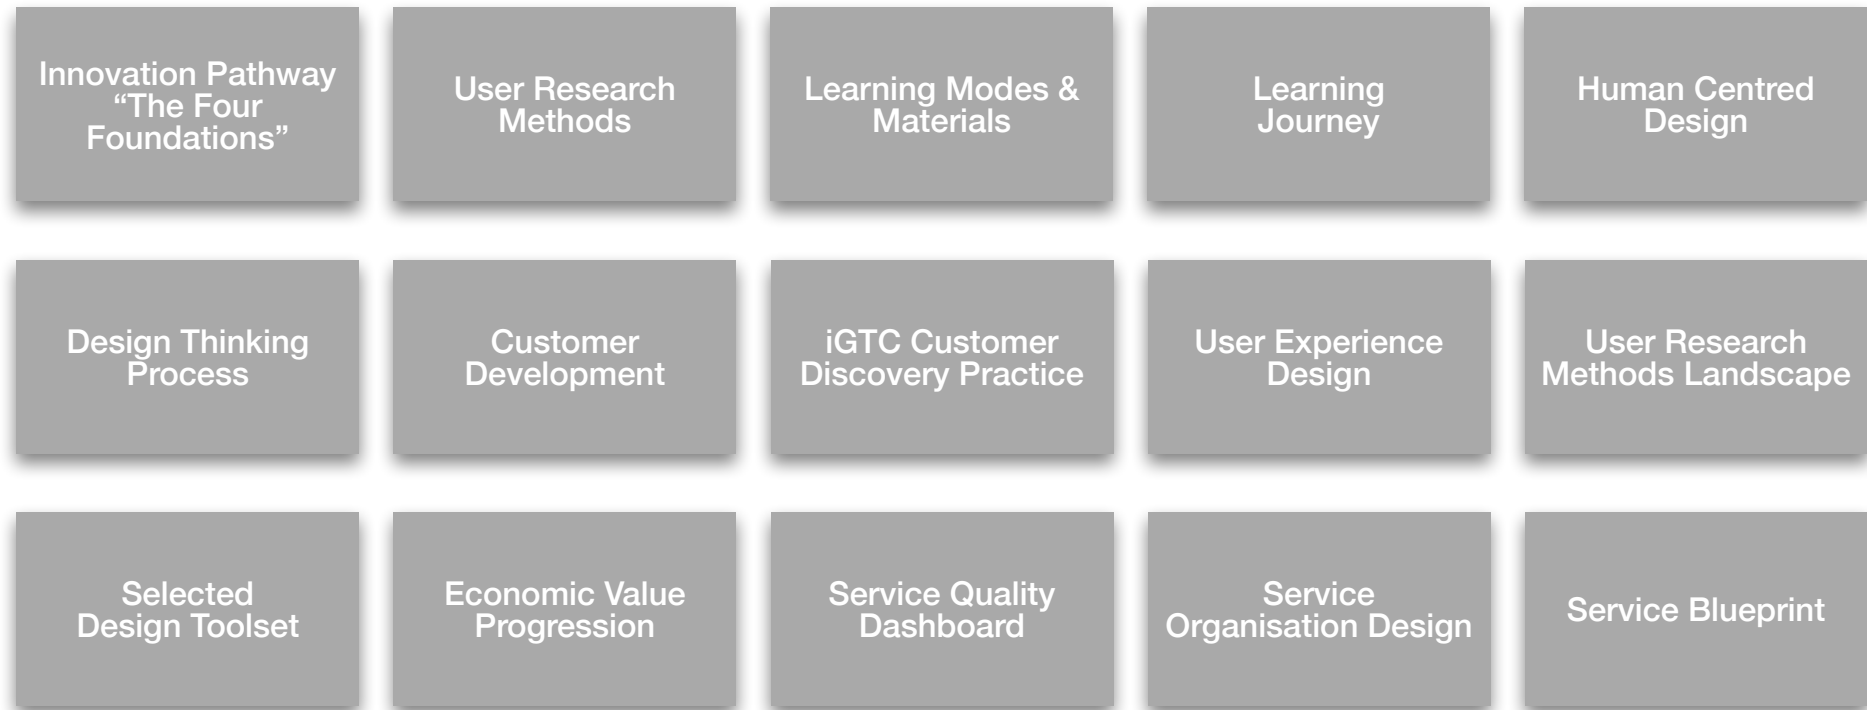 Innovation Pathway
“The Four
Foundations”
User Research
Methods
Learning Modes &
Materials
Learning
Journey
Human Centred
Design
Design Thinking
Process
Customer
Development
iGTC Customer
Discovery Practice
User Experience
Design
User Research
Methods Landscape
Selected
Design Toolset
Economic Value
Progression
Service Quality
Dashboard
Service
Organisation Design
Service Blueprint